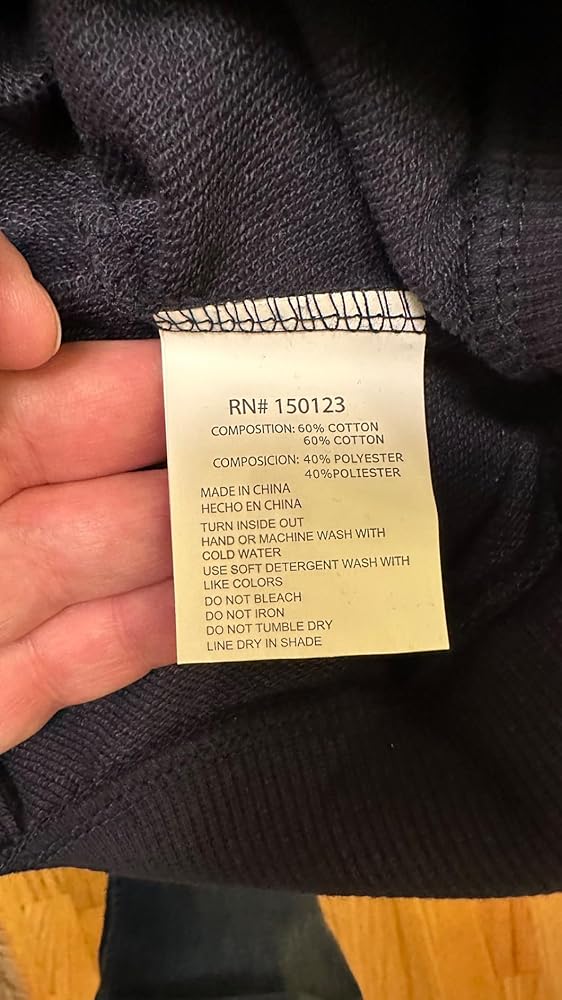 RN# 150123
COMPOSITION: 60% COTTON
60% COTTON
COMPOSICION: 40% POLYESTER
40%POLIESTER
MADE IN CHINA
HECHO EN CHINA
TURN INSIDE OUT
HAND OR MACHINE WASH WITH
COLD WATER
USE SOFT DETERGENT WASH WITH
LIKE COLORS
DO NOT BLEACH
DO NOT IRON
DO NOT TUMBLE DRY
LINE DRY IN SHADE